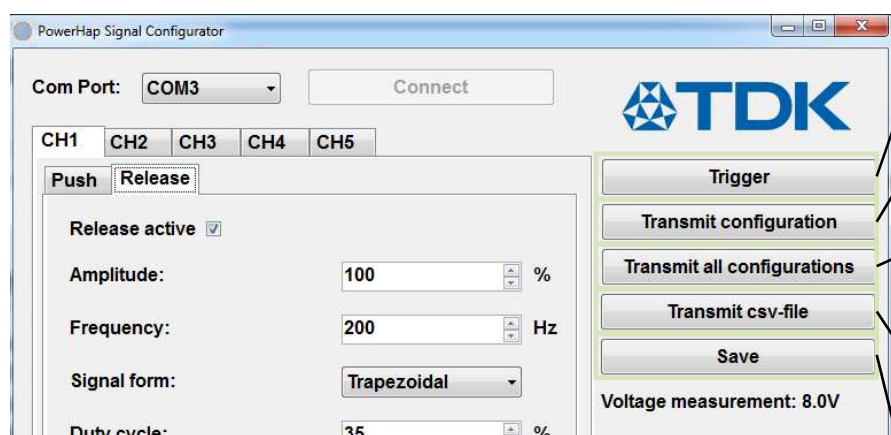 PowerHap Signal Configurator
Com Port: COM3 Connect
TDK
CH1 CH2 CH3 CH4 CH5
Push Release
Release active
Amplitude: 100 %
Frequency: 200 Hz
Signal form: Trapezoidal
Duty cycle: 35 %
Trigger
Transmit configuration
Transmit all configurations
Transmit csv-file
Save
Voltage measurement: 8.0V